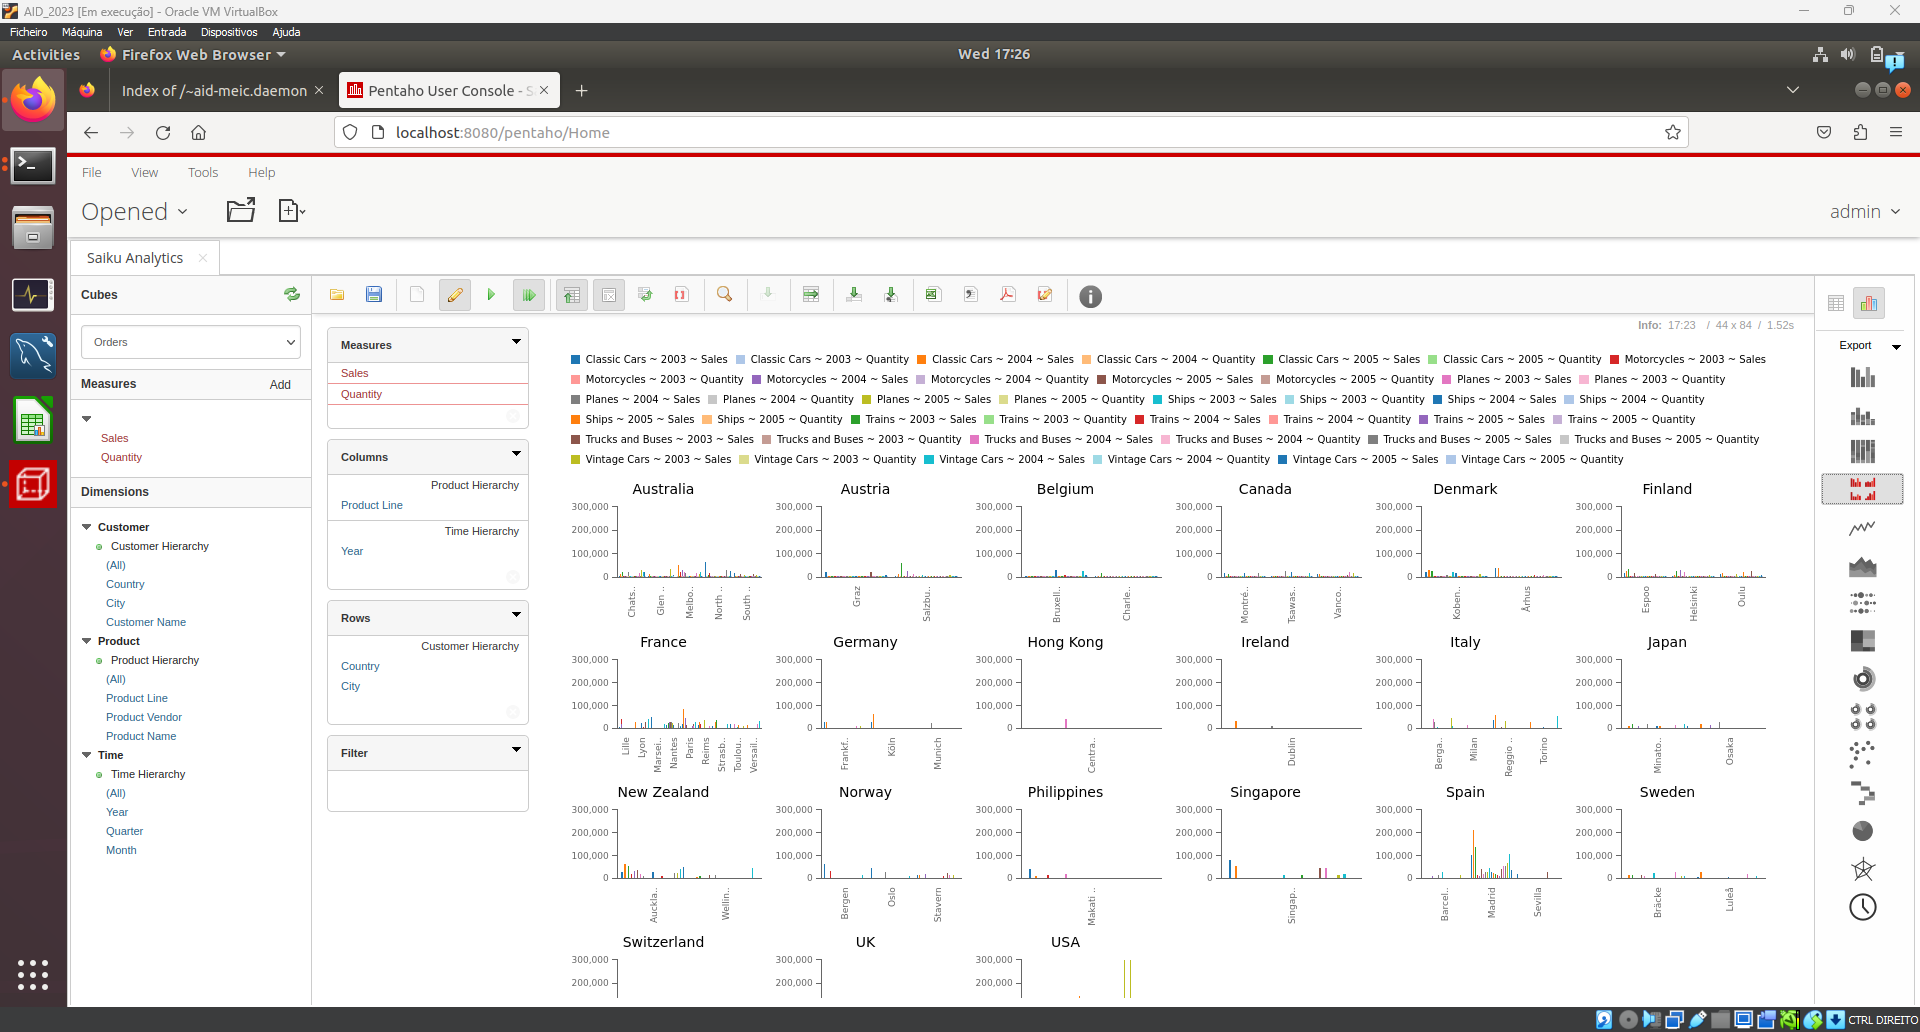 AID_2023 [Em execução] - Oracle VM VirtualBox
Ficheiro Máquina Ver Entrada Dispositivos Ajuda
Activities Firefox Web Browser Wed 17:26
Index of /~aid-meic.daemon Pentaho User Console - S
localhost:8080/pentaho/Home
File View Tools Help
Opened admin
Saiku Analytics
Cubes
Orders
Measures Add
Sales
Quantity
Dimensions
Customer
Customer Hierarchy
(All)
Country
City
Customer Name
Product
Product Hierarchy
(All)
Product Line
Product Vendor
Product Name
Time
Time Hierarchy
(All)
Year
Quarter
Month
Measures
Sales
Quantity
Columns
Product Hierarchy
Product Line
Time Hierarchy
Year
Rows
Customer Hierarchy
Country
City
Filter
Info: 17:23 / 44 x 84 / 1.52s
Export
Classic Cars ~ 2003 ~ Sales Classic Cars ~ 2003 ~ Quantity Classic Cars ~ 2004 ~ Sales Classic Cars ~ 2004 ~ Quantity Classic Cars ~ 2005 ~ Sales Classic Cars ~ 2005 ~ Quantity Motorcycles ~ 2003 ~ Sales
Motorcycles ~ 2003 ~ Quantity Motorcycles ~ 2004 ~ Sales Motorcycles ~ 2004 ~ Quantity Motorcycles ~ 2005 ~ Sales Motorcycles ~ 2005 ~ Quantity Planes ~ 2003 ~ Sales Planes ~ 2003 ~ Quantity
Planes ~ 2004 ~ Sales Planes ~ 2004 ~ Quantity Planes ~ 2005 ~ Sales Planes ~ 2005 ~ Quantity Ships ~ 2003 ~ Sales Ships ~ 2003 ~ Quantity Ships ~ 2004 ~ Sales Ships ~ 2004 ~ Quantity
Ships ~ 2005 ~ Sales Ships ~ 2005 ~ Quantity Trains ~ 2003 ~ Sales Trains ~ 2003 ~ Quantity Trains ~ 2004 ~ Sales Trains ~ 2004 ~ Quantity Trains ~ 2005 ~ Sales Trains ~ 2005 ~ Quantity
Trucks and Buses ~ 2003 ~ Sales Trucks and Buses ~ 2003 ~ Quantity Trucks and Buses ~ 2004 ~ Sales Trucks and Buses ~ 2004 ~ Quantity Trucks and Buses ~ 2005 ~ Sales Trucks and Buses ~ 2005 ~ Quantity
Vintage Cars ~ 2003 ~ Sales Vintage Cars ~ 2003 ~ Quantity Vintage Cars ~ 2004 ~ Sales Vintage Cars ~ 2004 ~ Quantity Vintage Cars ~ 2005 ~ Sales Vintage Cars ~ 2005 ~ Quantity
Australia Austria Belgium Canada Denmark Finland
300,000 300,000 300,000 300,000 300,000 300,000
200,000 200,000 200,000 200,000 200,000 200,000
100,000 100,000 100,000 100,000 100,000 100,000
0 0 0 0 0 0
Chats.. Glen .. Melbo.. North .. South .. Graz Salzbu.. Bruxell.. Charle.. Montré.. Tsawas.. Vanco.. Koben.. Århus Espoo Helsinki Oulu
France Germany Hong Kong Ireland Italy Japan
300,000 300,000 300,000 300,000 300,000 300,000
200,000 200,000 200,000 200,000 200,000 200,000
100,000 100,000 100,000 100,000 100,000 100,000
0 0 0 0 0 0
Lille Lyon Marsei.. Nantes Paris Reims Strasb.. Toulou.. Versail.. Frankf.. Köln Munich Centra.. Dublin Berga.. Milan Reggio .. Torino Minato.. Osaka
New Zealand Norway Philippines Singapore Spain Sweden
300,000 300,000 300,000 300,000 300,000 300,000
200,000 200,000 200,000 200,000 200,000 200,000
100,000 100,000 100,000 100,000 100,000 100,000
0 0 0 0 0 0
Auckla.. Wellin.. Bergen Oslo Stavern Makati .. Singap.. Barcel.. Madrid Sevilla Bräcke Luleå
Switzerland UK USA
300,000 300,000 300,000
200,000 200,000 200,000
CTRL DIREITO